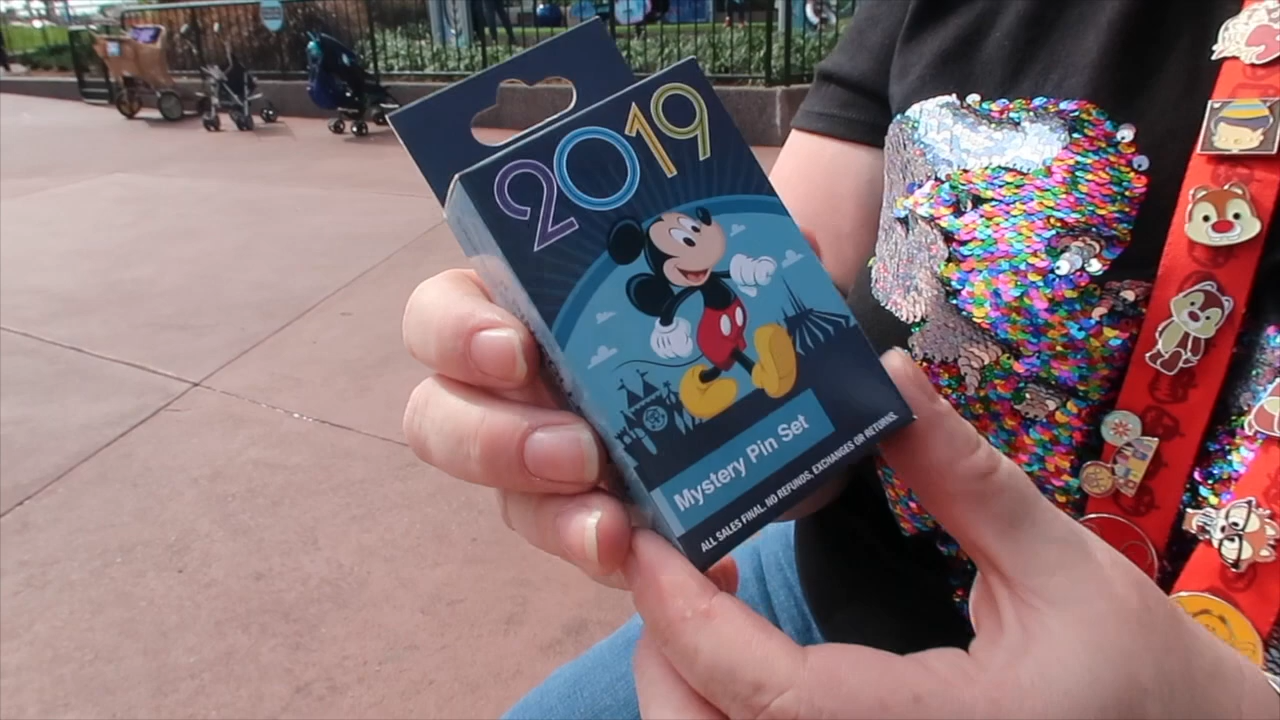 2019
Mystery Pin Set
ALL SALES FINAL. NO REFUNDS, EXCHANGES OR RETURNS.